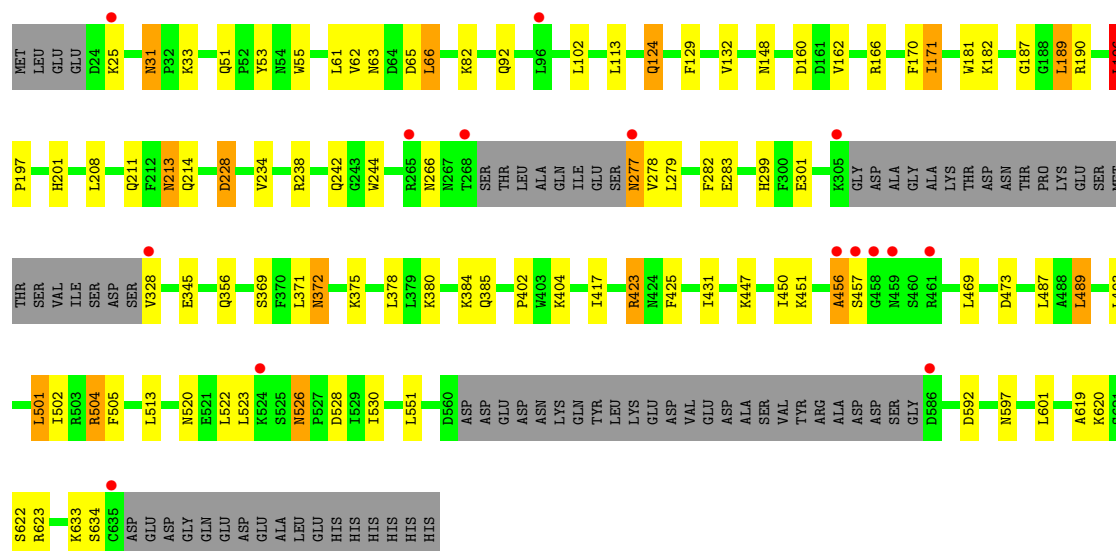 MET LEU GLU GLU D24 K25 N31 P32 K33 Q51 P52 Y53 N54 W55 L61 V62 N63 D64 D65 L66 K82 Q92 L96 L102 L113 Q124 F129 V132 N148 D160 D161 V162 R166 F170 I171 W181 K182 G187 G188 L189 R190
P197 H201 L208 Q211 F212 N213 Q214 D228 V234 R238 Q242 G243 W244 R265 N266 N267 T268 SER THR LEU ALA GLN ILE GLU SER N277 V278 L279 F282 E283 H299 F300 E301 K305 GLY ASP ALA GLY ALA LYS THR ASP ASN THR PRO LYS GLU SER MET
THR SER VAL ILE SER ASP SER V328 E345 Q356 S369 F370 L371 N372 K375 L378 L379 K380 K384 Q385 P402 W403 K404 I417 R423 N424 F425 I431 K447 I450 K451 A456 S457 G458 N459 S460 R461 L469 D473 L487 A488 L489
L501 I502 R503 R504 F505 L513 N520 E521 L522 L523 K524 S525 N526 P527 D528 I529 I530 L551 D560 ASP ASP GLU ASP ASN LYS GLN TYR LEU LYS GLU ASP VAL GLU ASP ALA SER VAL TYR ARG ALA ASP ASP SER GLY D586 D592 N597 L601 A619 K620
S622 R623 K633 S634 C635 ASP GLU ASP GLY GLN GLU ASP GLU ALA LEU GLU HIS HIS HIS HIS HIS HIS